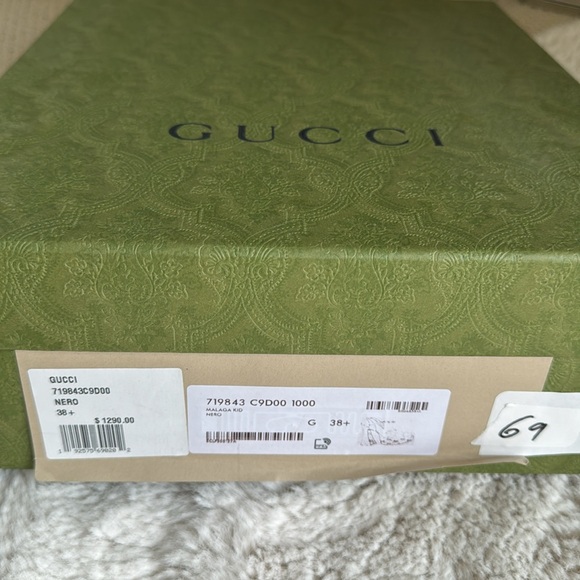 GUCCI
GUCCI
719843C9D00
NERO
38+
$ 1290.00
719843 C9D00 1000
MALAGA KID
NERO
G 38+
69